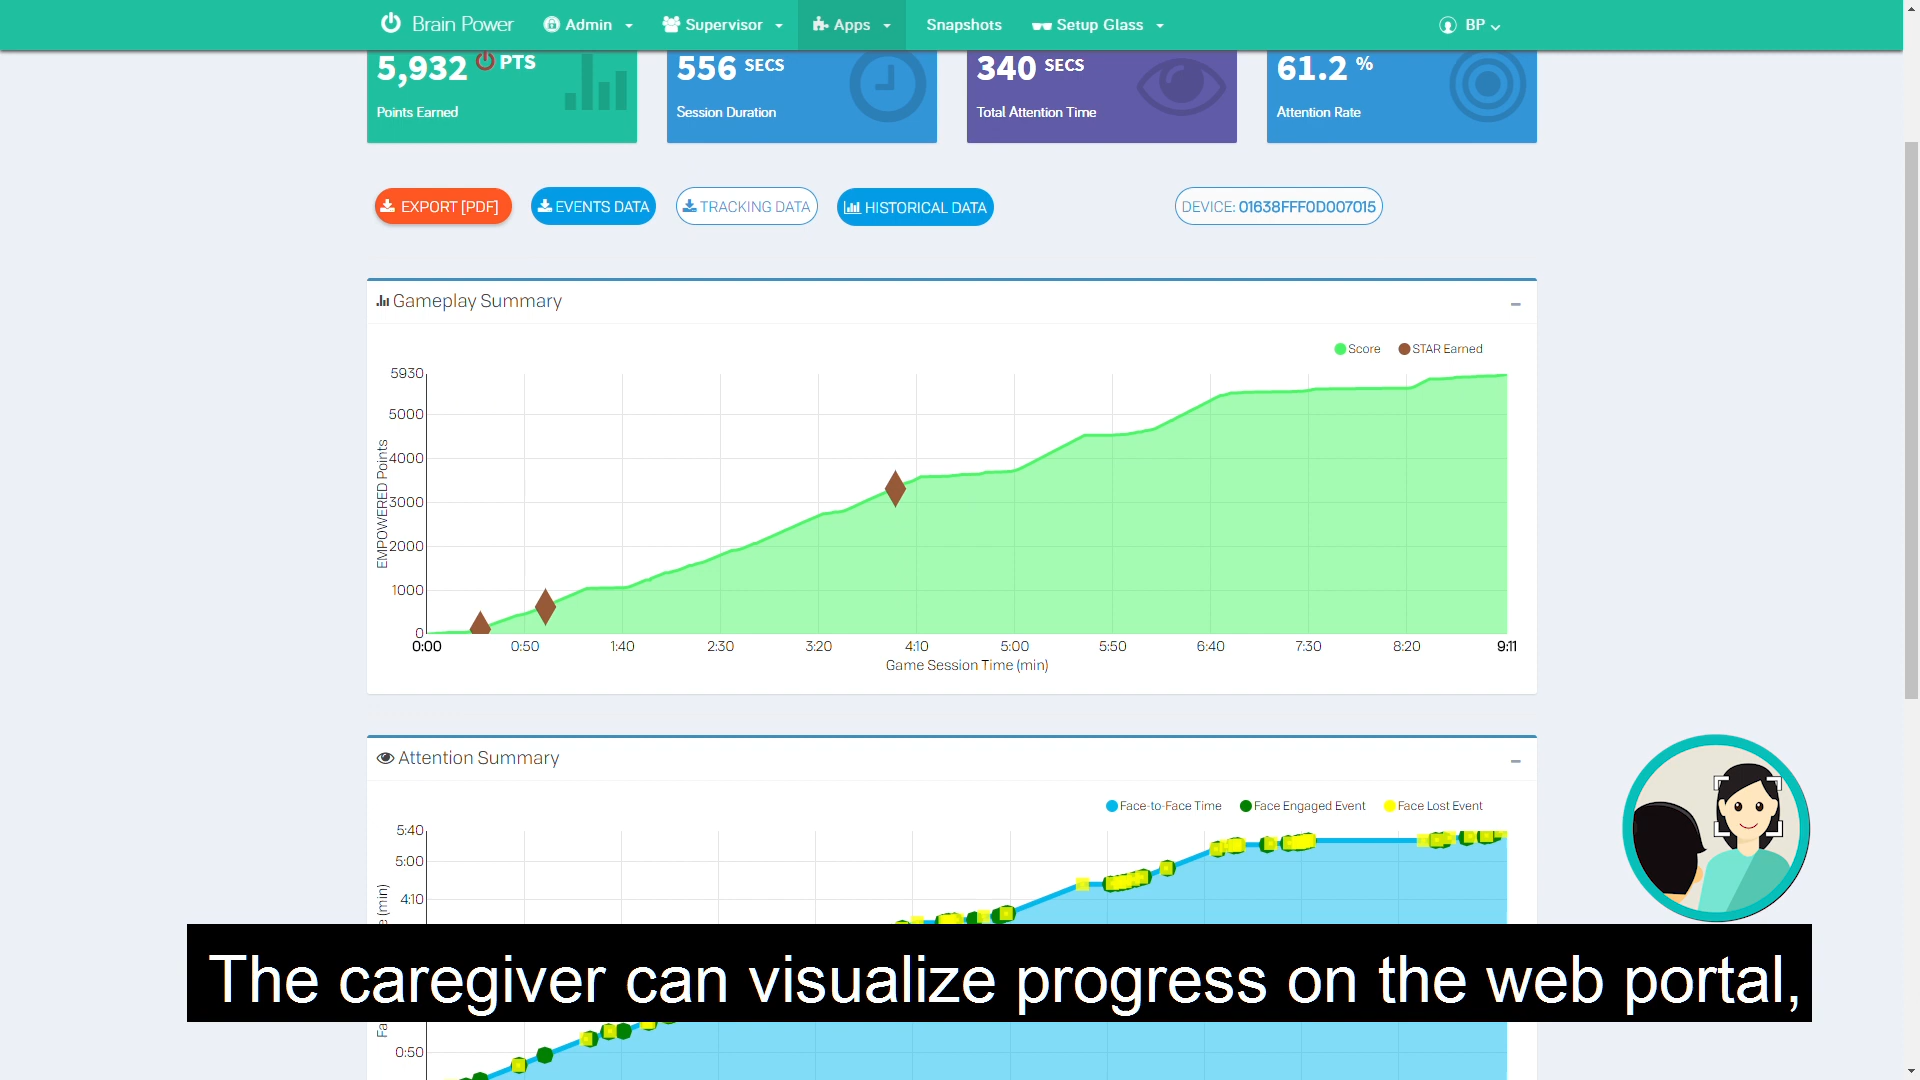 Brain Power Admin Supervisor Apps Snapshots Setup Glass BP
5,932 PTS
Points Earned
556 SECS
Session Duration
340 SECS
Total Attention Time
61.2 %
Attention Rate
EXPORT [PDF] EVENTS DATA TRACKING DATA HISTORICAL DATA DEVICE: 01638FFF0D007015
Gameplay Summary
Score STAR Earned
5930
5000
4000
3000
2000
1000
0
EMPOWERED Points
0:00 0:50 1:40 2:30 3:20 4:10 5:00 5:50 6:40 7:30 8:20 9:11
Game Session Time (min)
Attention Summary
Face-to-Face Time Face Engaged Event Face Lost Event
5:40
5:00
4:10
(min)
The caregiver can visualize progress on the web portal,
0:50